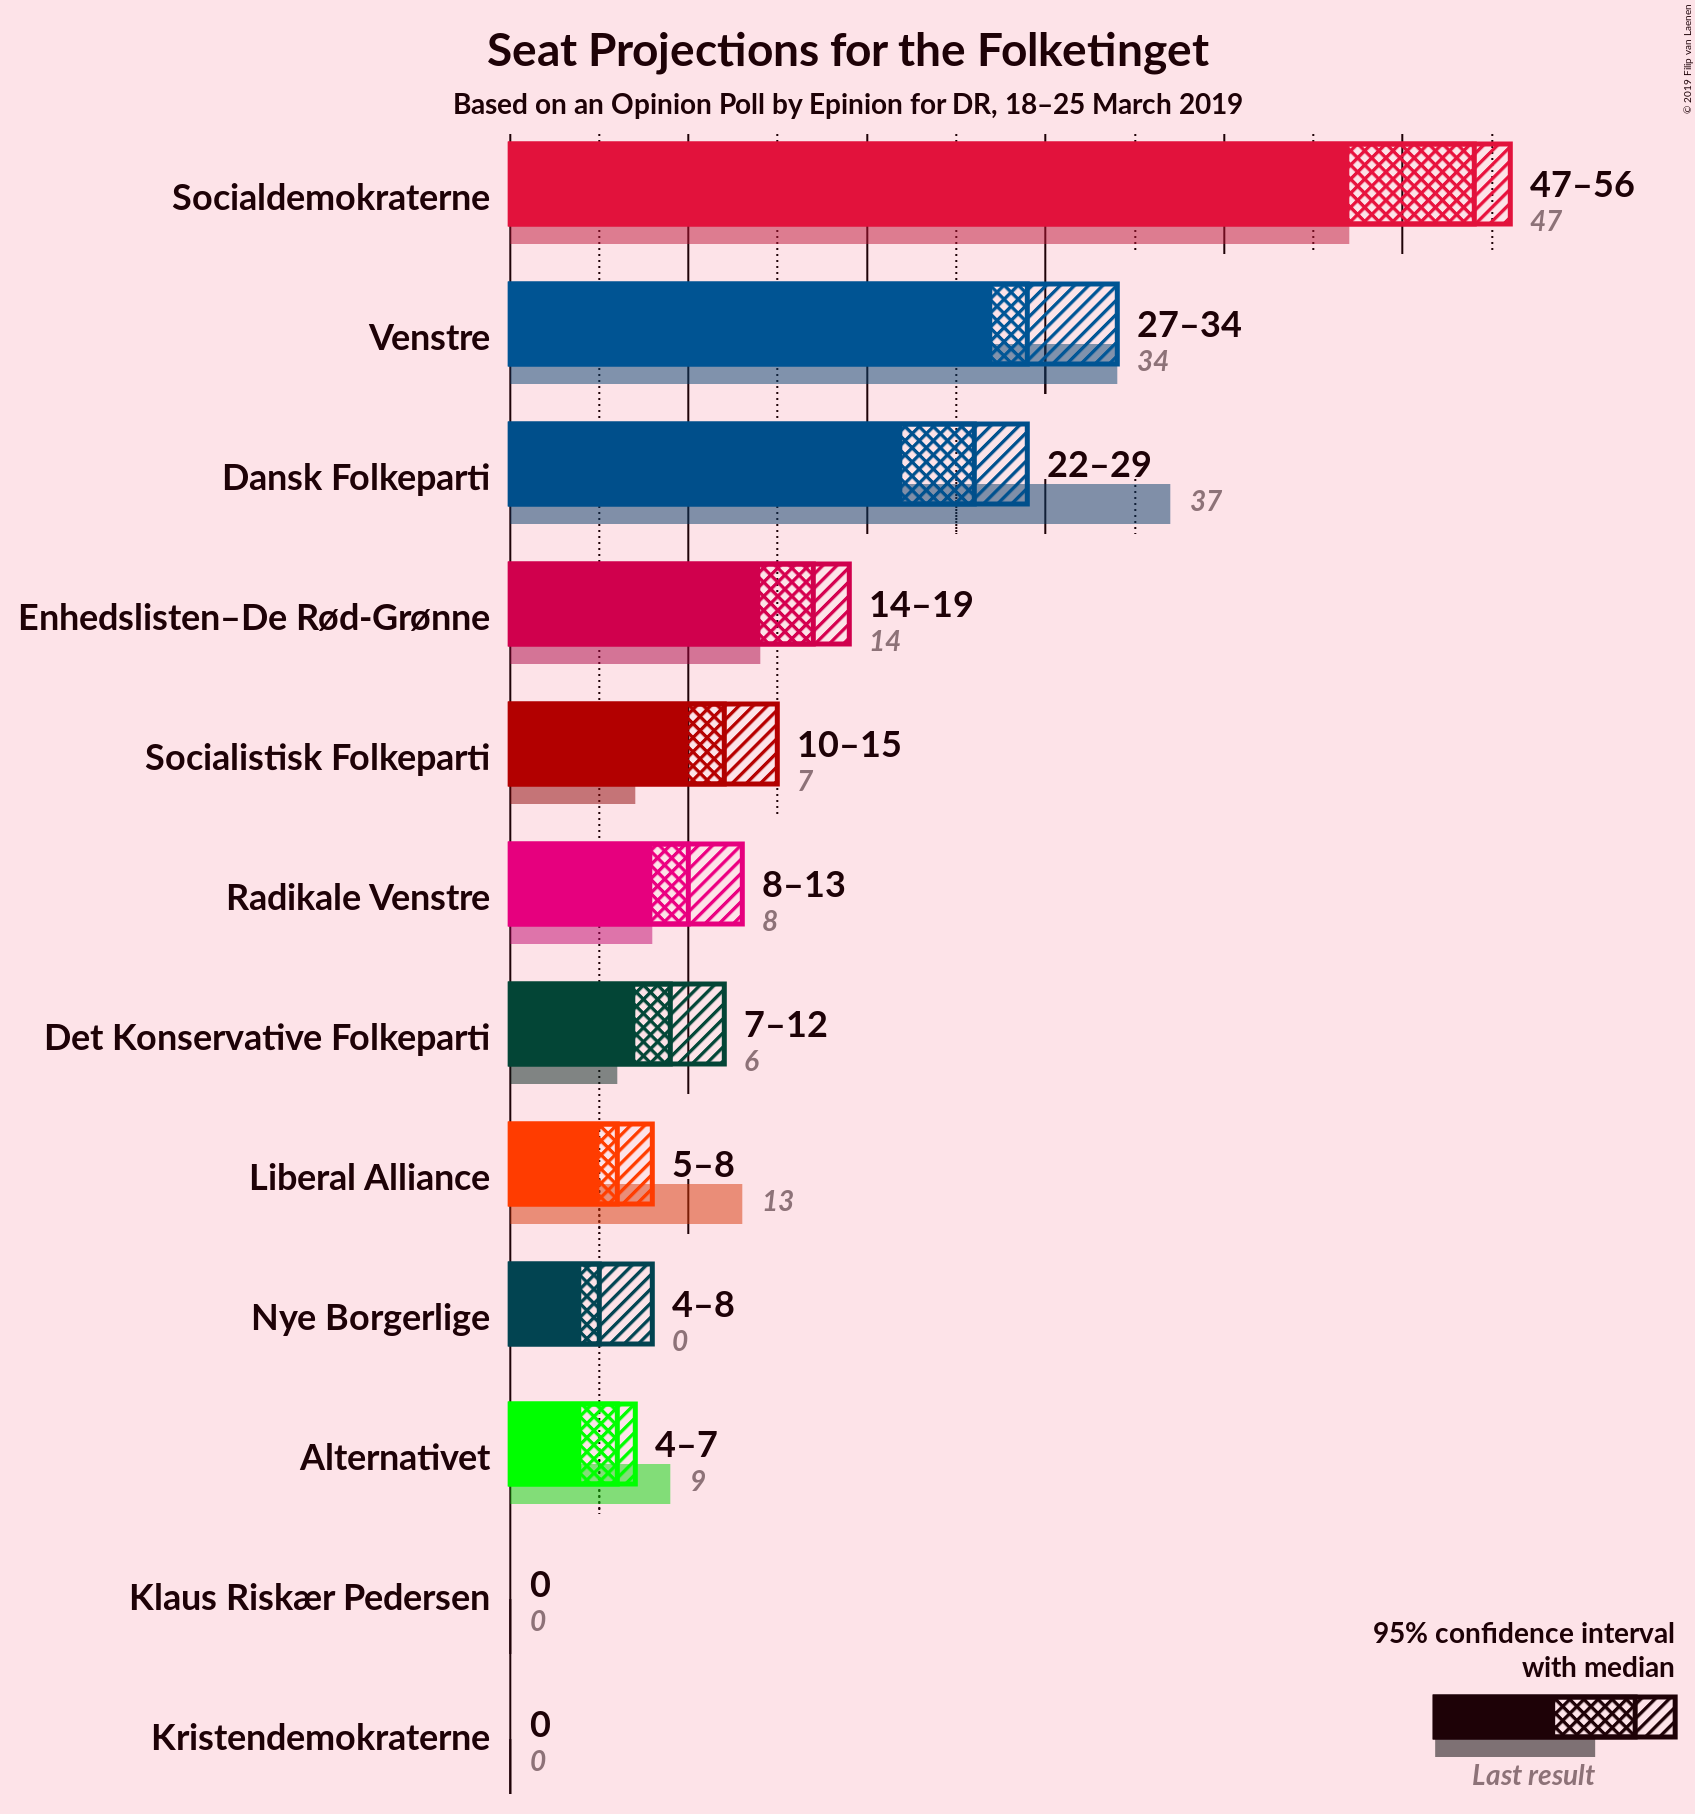 Seat Projections for the Folketinget
Based on an Opinion Poll by Epinion for DR, 18–25 March 2019
© 2019 Filip van Laenen
Socialdemokraterne
47–56
47
Venstre
27–34
34
Dansk Folkeparti
22–29
37
Enhedslisten–De Rød-Grønne
14–19
14
Socialistisk Folkeparti
10–15
7
Radikale Venstre
8–13
8
Det Konservative Folkeparti
7–12
6
Liberal Alliance
5–8
13
Nye Borgerlige
4–8
0
Alternativet
4–7
9
Klaus Riskær Pedersen
0
0
Kristendemokraterne
0
0
95% confidence interval
with median
Last result